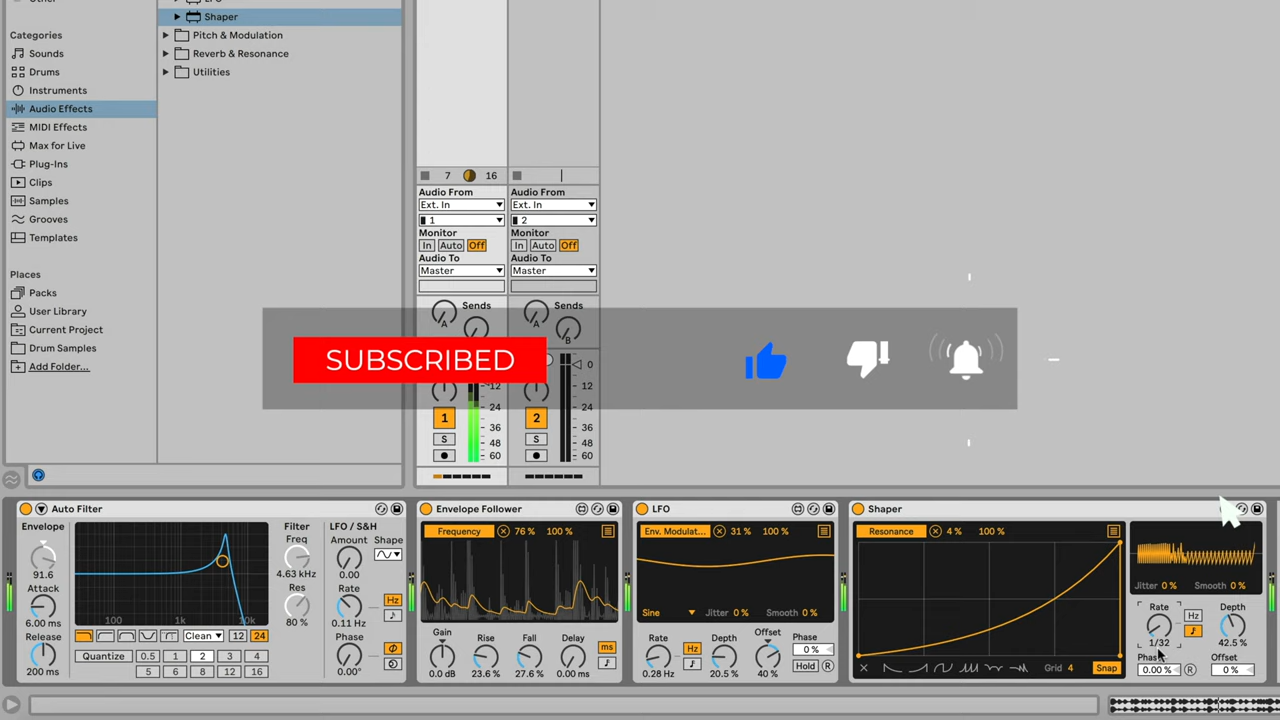 Shaper
Pitch & Modulation
Reverb & Resonance
Utilities
Categories
Sounds
Drums
Instruments
Audio Effects
MIDI Effects
Max for Live
Plug-Ins
Clips
Samples
Grooves
Templates
Places
Packs
User Library
Current Project
Drum Samples
Add Folder...
7 16
Audio From Audio From
Ext. In Ext. In
1 2
Monitor Monitor
In Auto Off In Auto Off
Audio To Audio To
Master Master
Sends Sends
A A
B
SUBSCRIBED
0
12 12
24 24
1 2
36 36
S S
48 48
60 60
Auto Filter
Envelope
91.6
Attack
6.00 ms
Release
200 ms
100 1k 10k
Clean 12 24
Quantize 0.5 1 2 3 4
5 6 8 12 16
Filter
Freq
4.63 kHz
Res
80 %
LFO / S&H
Amount Shape
0.00
Rate
Hz
0.11 Hz
Phase
0.00°
Envelope Follower
Frequency 76 % 100 %
Gain Rise Fall Delay
ms
0.0 dB 23.6 % 27.6 % 0.00 ms
LFO
Env. Modulat... 31 % 100 %
Sine Jitter 0 % Smooth 0 %
Rate Depth Offset Phase
Hz 0 %
Hold R
0.28 Hz 20.5 % 40 %
Shaper
Resonance 4 % 100 %
Grid 4 Snap
Jitter 0 % Smooth 0 %
Rate Depth
Hz
1/32 42.5 %
Phase Offset
0.00 % R 0 %